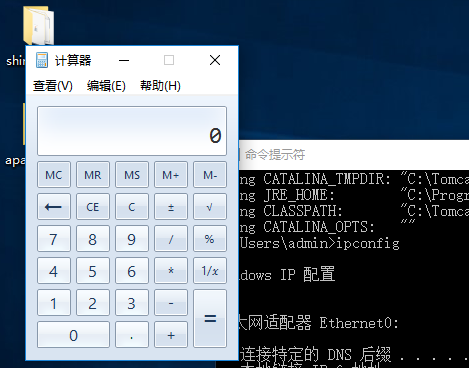 shi
apa
计算器
查看(V) 编辑(E) 帮助(H)
0
MC MR MS M+ M-
← CE C ± √
7 8 9 / %
4 5 6 * 1/x
1 2 3 - =
0 . +
命令提示符
ng CATALINA_TMPDIR: "C:\Tomca
ng JRE_HOME: "C:\Progr
ng CLASSPATH: "C:\Tomca
ng CATALINA_OPTS: ""
Users\admin>ipconfig
dows IP 配置
太网适配器 Ethernet0:
连接特定的 DNS 后缀 . . . . .